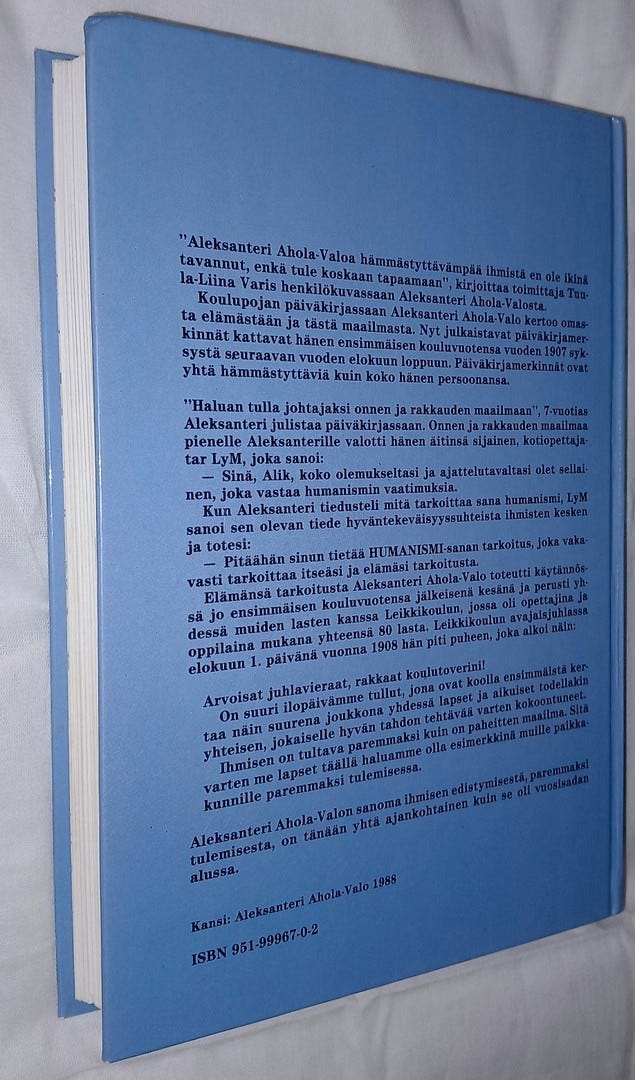 "Aleksanteri Ahola-Valoa hämmästyttävämpää ihmistä en ole ikinä
tavannut, enkä tule koskaan tapaamaan", kirjoittaa toimittaja Tuu-
la-Liina Varis henkilökuvassaan Aleksanteri Ahola-Valosta.
Koulupojan päiväkirjassaan Aleksanteri Ahola-Valo kertoo omas-
ta elämästään ja tästä maailmasta. Nyt julkaistavat päiväkirjamer-
kinnät kattavat hänen ensimmäisen kouluvuotensa vuoden 1907 syk-
systä seuraavan vuoden elokuun loppuun. Päiväkirjamerkinnät ovat
yhtä hämmästyttäviä kuin koko hänen persoonansa.
"Haluan tulla johtajaksi onnen ja rakkauden maailmaan", 7-vuotias
Aleksanteri julistaa päiväkirjassaan. Onnen ja rakkauden maailmaa
pienelle Aleksanterille valotti hänen äitinsä sijainen, kotiopettaja-
tar LyM, joka sanoi:
— Sinä, Alik, koko olemukseltasi ja ajattelutavaltasi olet sellai-
nen, joka vastaa humanismin vaatimuksia.
Kun Aleksanteri tiedusteli mitä tarkoittaa sana humanismi, LyM
sanoi sen olevan tiede hyväntekeväisyyssuhteista ihmisten kesken
ja totesi:
— Pitäähän sinun tietää HUMANISMI-sanan tarkoitus, joka vaka-
vasti tarkoittaa itseäsi ja elämäsi tarkoitusta.
Elämänsä tarkoitusta Aleksanteri Ahola-Valo toteutti käytännös-
sä jo ensimmäisen kouluvuotensa jälkeisenä kesänä ja perusti yh-
dessä muiden lasten kanssa Leikkikoulun, jossa oli opettajina ja
oppilaina mukana yhteensä 80 lasta. Leikkikoulun avajaisjuhlassa
elokuun 1. päivänä vuonna 1908 hän piti puheen, joka alkoi näin:
Arvoisat juhlavieraat, rakkaat koulutoverini!
On suuri ilopäivämme tullut, jona ovat koolla ensimmäistä ker-
taa näin suurena joukkona yhdessä lapset ja aikuiset todellakin
yhteisen, jokaiselle hyvän tahdon tehtävää varten kokoontuneet.
Ihmisen on tultava paremmaksi kuin on paheitten maailma. Sitä
varten me lapset täällä haluamme olla esimerkkinä muille paikka-
kunnille paremmaksi tulemisessa.
Aleksanteri Ahola-Valon sanoma ihmisen edistymisestä, paremmaksi
tulemisesta, on tänään yhtä ajankohtainen kuin se oli vuosisadan
alussa.
Kansi: Aleksanteri Ahola-Valo 1988
ISBN 951-99967-0-2